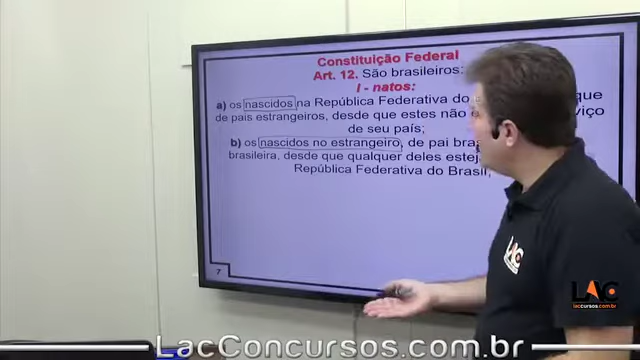 Constituição Federal
Art. 12. São brasileiros:
I - natos:
a) os nascidos na República Federativa do que
de pais estrangeiros, desde que estes não viço
de seu país;
b) os nascidos no estrangeiro, de pai bras
brasileira, desde que qualquer deles estej
República Federativa do Brasil;
7
LAC
LAC
laccursos.com.br
LacConcursos.com.br